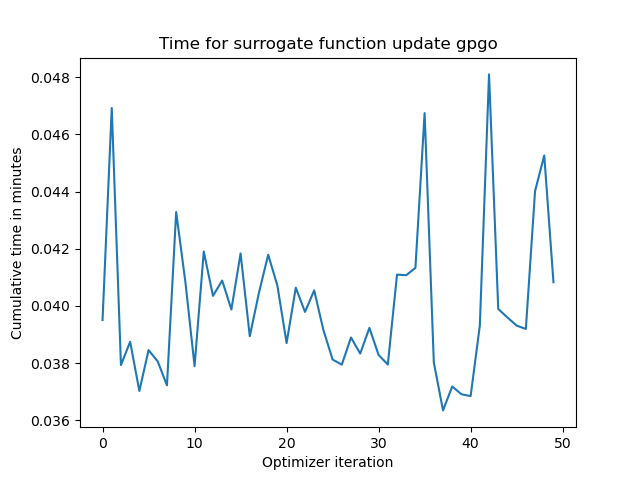 Time for surrogate function update gpgo
0.048
0.046
0.044
0.042
0.040
0.038
0.036
Cumulative time in minutes
0 10 20 30 40 50
Optimizer iteration